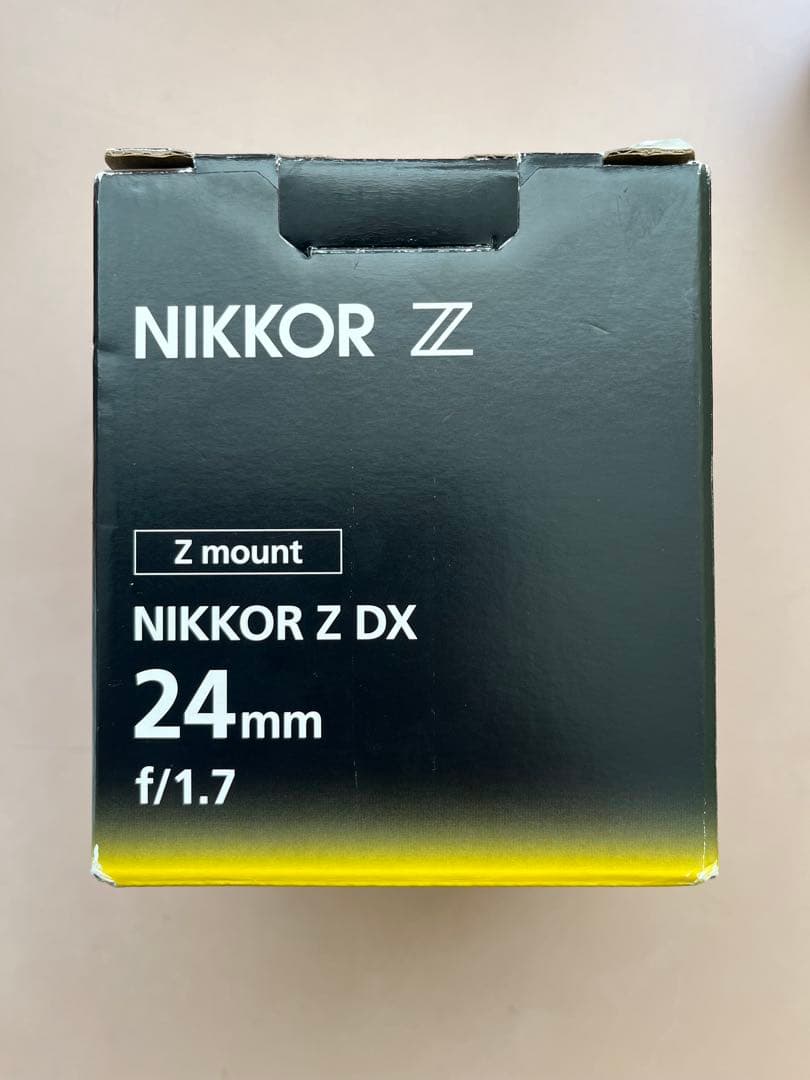 NIKKOR Z
Z mount
NIKKOR Z DX
24mm
f/1.7